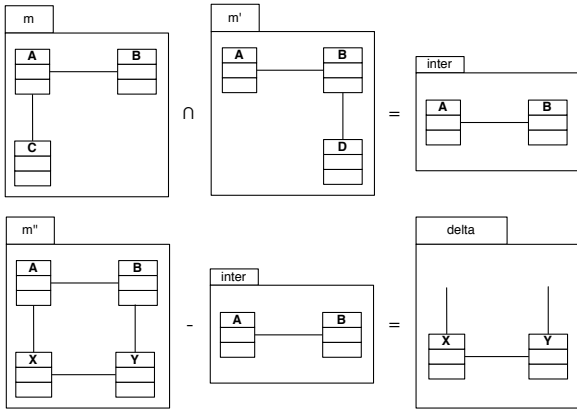 m
m'
inter
A B
A B
∩
=
A B
C
D
m"
delta
A B
inter
A B
-
=
X Y
X Y